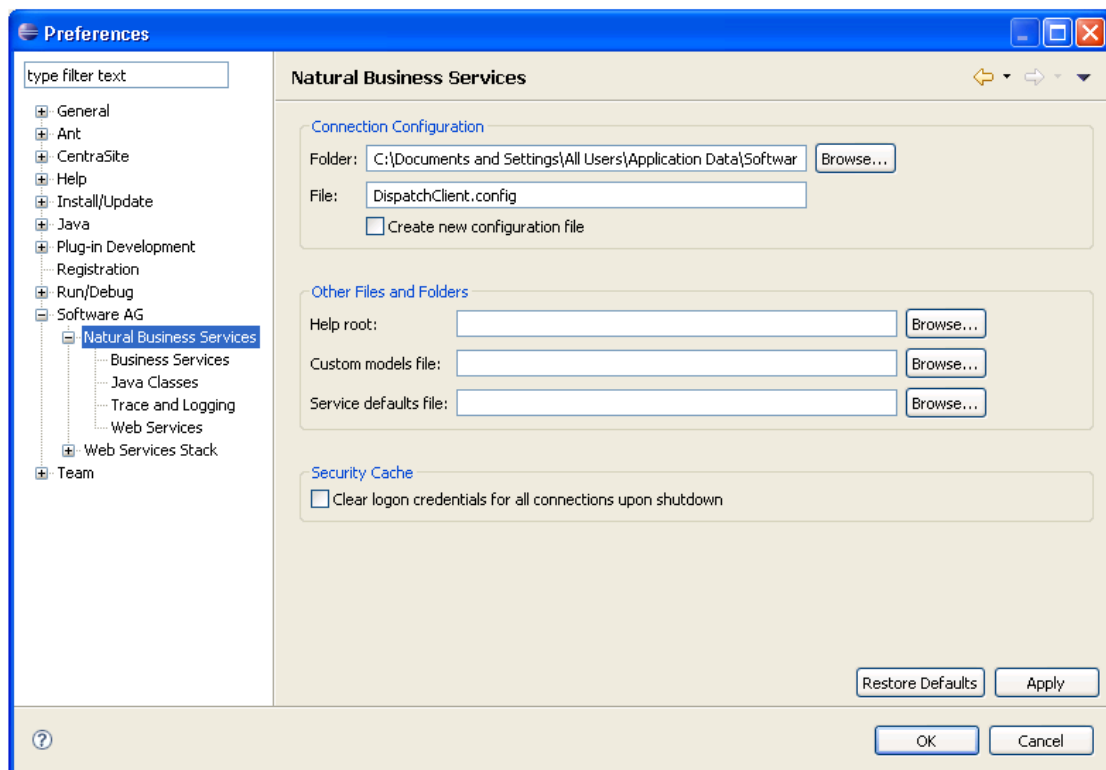 Preferences
type filter text
General
Ant
CentraSite
Help
Install/Update
Java
Plug-in Development
Registration
Run/Debug
Software AG
Natural Business Services
Business Services
Java Classes
Trace and Logging
Web Services
Web Services Stack
Team
Natural Business Services
Connection Configuration
Folder: C:\Documents and Settings\All Users\Application Data\Softwar Browse...
File: DispatchClient.config
Create new configuration file
Other Files and Folders
Help root: Browse...
Custom models file: Browse...
Service defaults file: Browse...
Security Cache
Clear logon credentials for all connections upon shutdown
Restore Defaults Apply
? OK Cancel